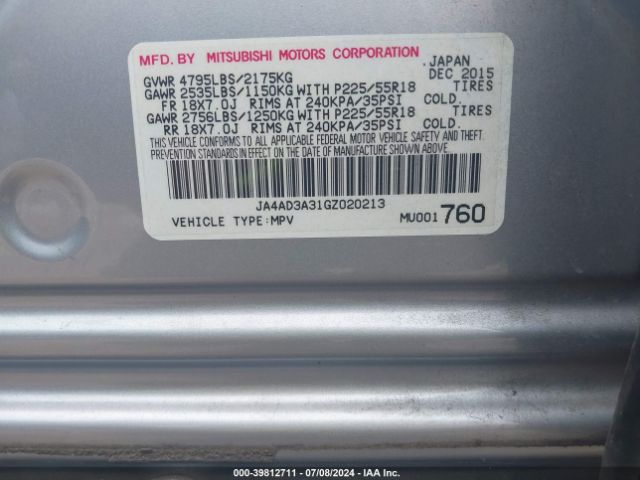 MFD. BY MITSUBISHI MOTORS CORPORATION
GVWR 4795LBS/2175KG , JAPAN DEC 2015
GAWR 2535LBS/1150KG WITH P225/55R18 TIRES
FR 18X7.0J RIMS AT 240KPA/35PSI COLD.
GAWR 2756LBS/1250KG WITH P225/55R18 TIRES
RR 18X7.0J RIMS AT 240KPA/35PSI COLD.
THIS VEHICLE CONFORMS TO ALL APPLICABLE FEDERAL MOTOR VEHICLE SAFETY AND THEFT
PREVENTION STANDARDS IN EFFECT ON THE DATE OF MANUFACTURE SHOWN ABOVE.
JA4AD3A31GZ020213
VEHICLE TYPE:MPV MU001 760
000-39812711 - 07/08/2024 - IAA Inc.